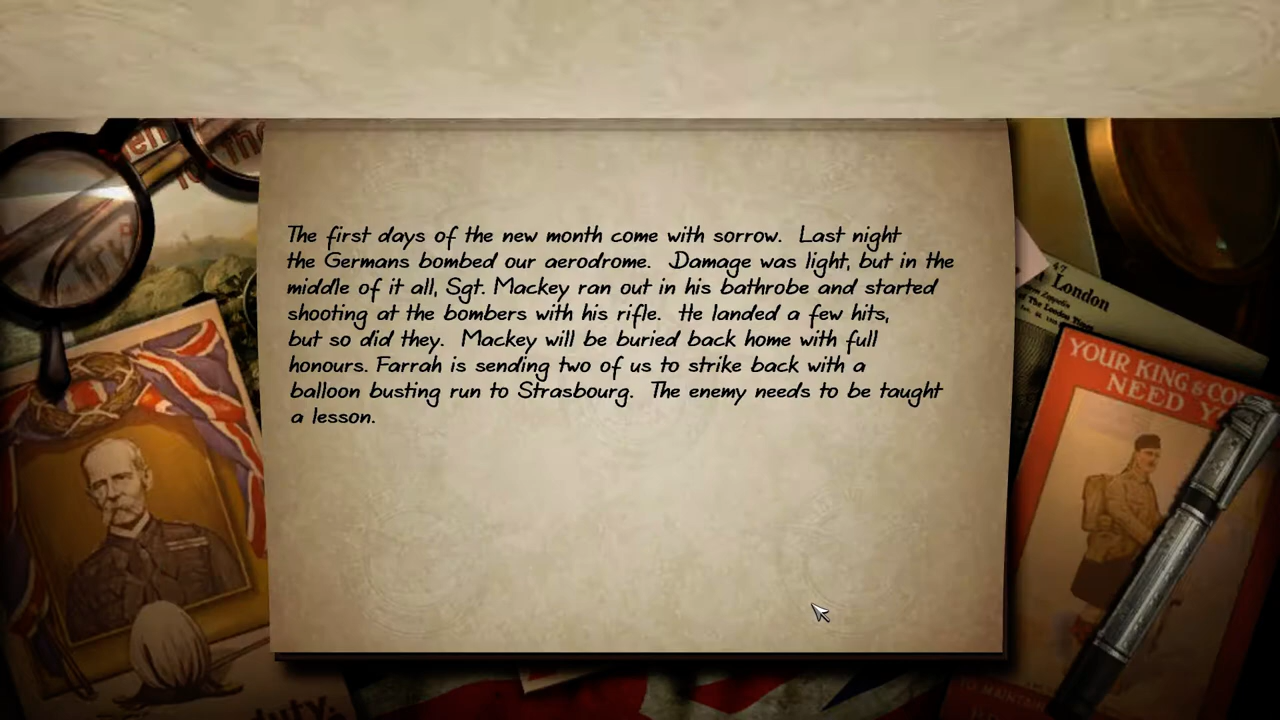 The first days of the new month come with sorrow. Last night
the Germans bombed our aerodrome. Damage was light, but in the
middle of it all, Sgt. Mackey ran out in his bathrobe and started
shooting at the bombers with his rifle. He landed a few hits,
but so did they. Mackey will be buried back home with full
honours. Farrah is sending two of us to strike back with a
balloon busting run to Strasbourg. The enemy needs to be taught
a lesson.
London
YOUR KING & COU
NEED YO
duty.